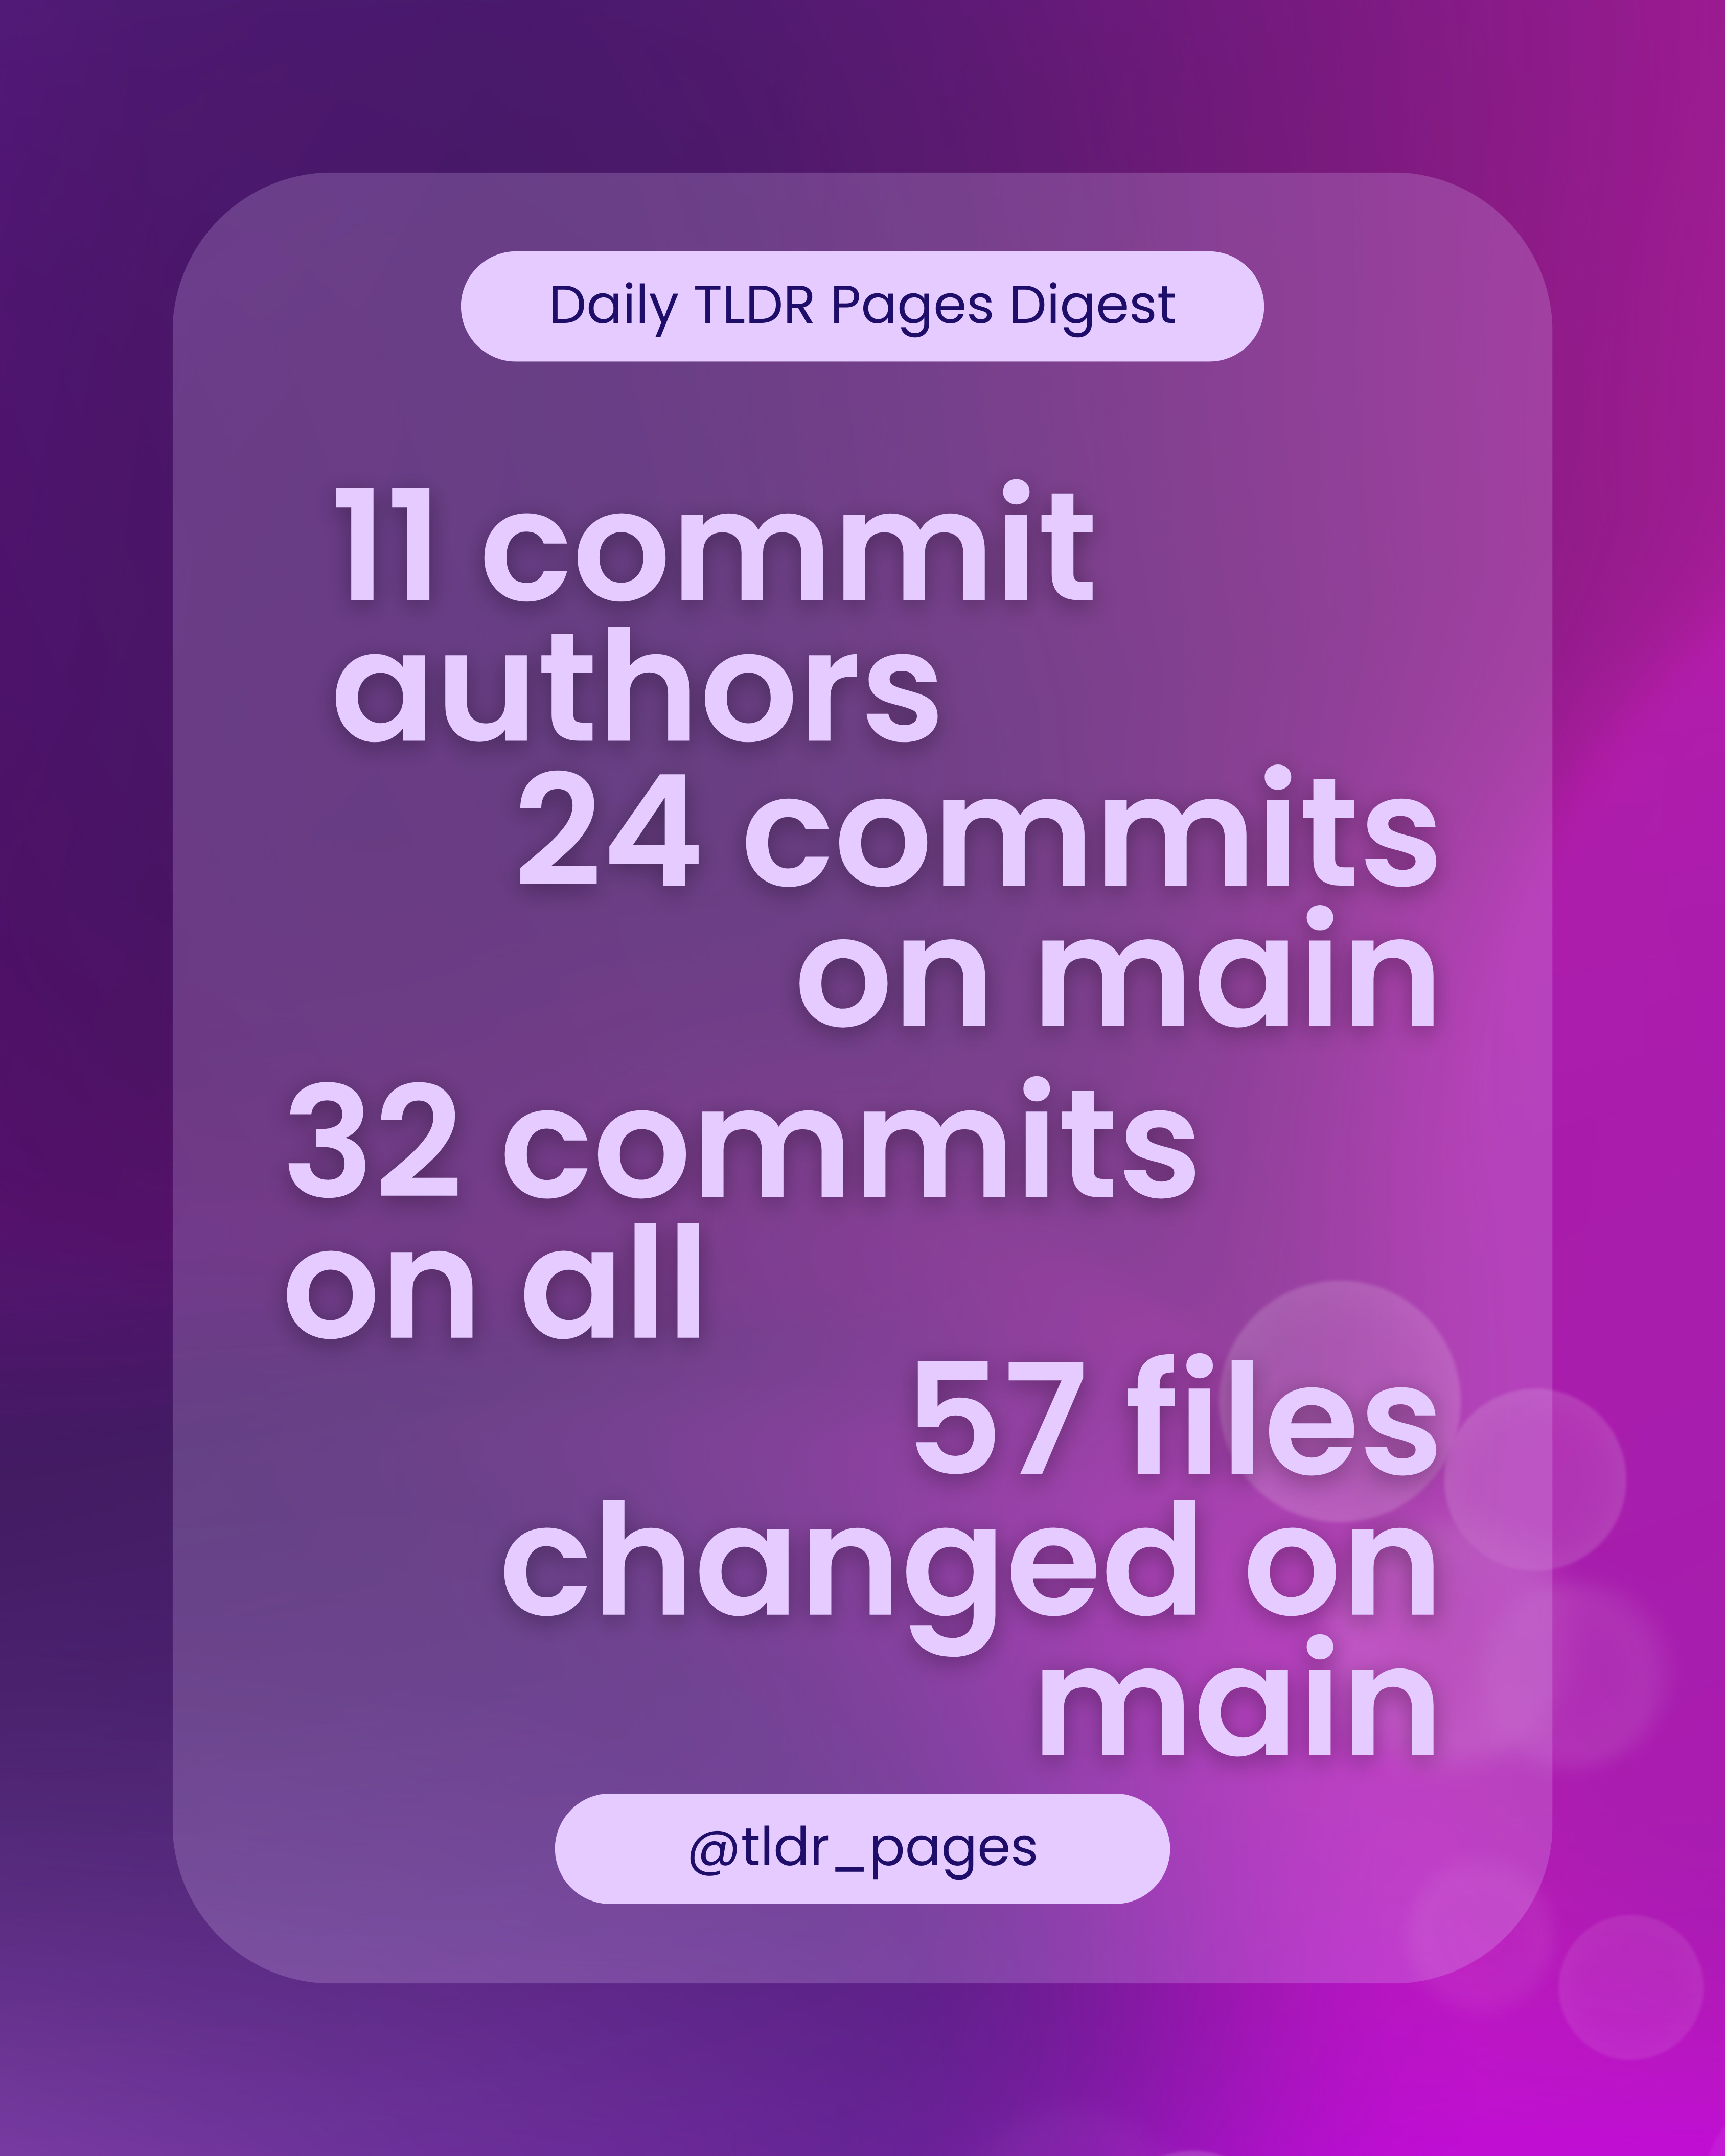 Daily TLDR Pages Digest
11 commit
authors
24 commits
on main
32 commits
on all
57 files
changed on
main
@tldr_pages